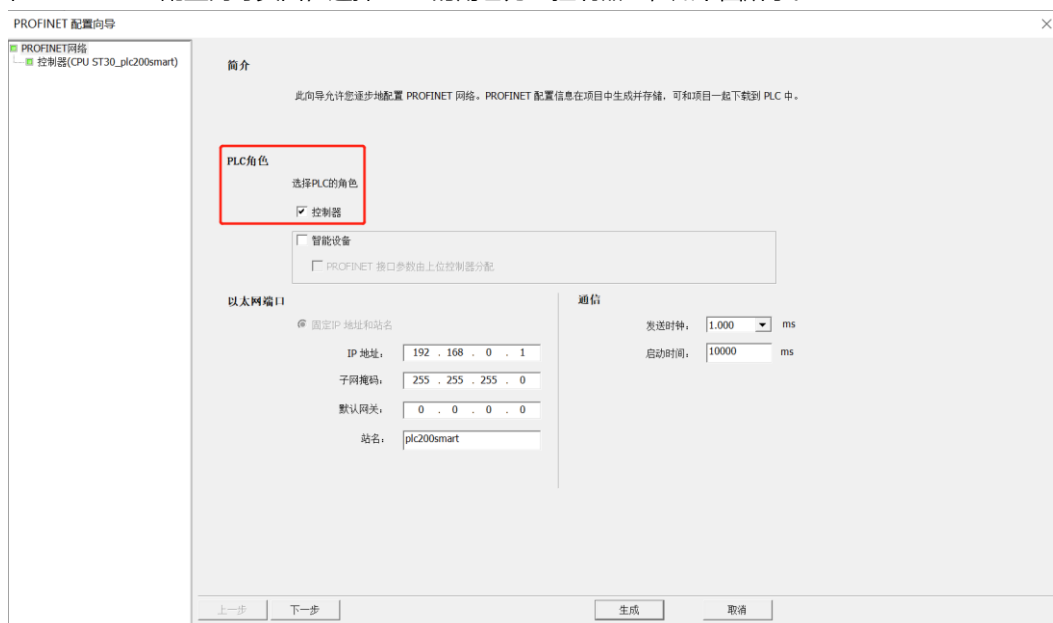 PROFINET 配置向导
PROFINET网络
控制器(CPU ST30_plc200smart)
简介
此向导允许您逐步地配置 PROFINET 网络。PROFINET 配置信息在项目中生成并存储，可和项目一起下载到 PLC 中。
PLC角色
选择PLC的角色
控制器
智能设备
PROFINET 接口参数由上位控制器分配
以太网端口
通信
固定IP 地址和站名
发送时钟： 1.000 ms
IP 地址： 192 . 168 . 0 . 1
启动时间： 10000 ms
子网掩码： 255 . 255 . 255 . 0
默认网关： 0 . 0 . 0 . 0
站名： plc200smart
上一步 下一步 生成 取消